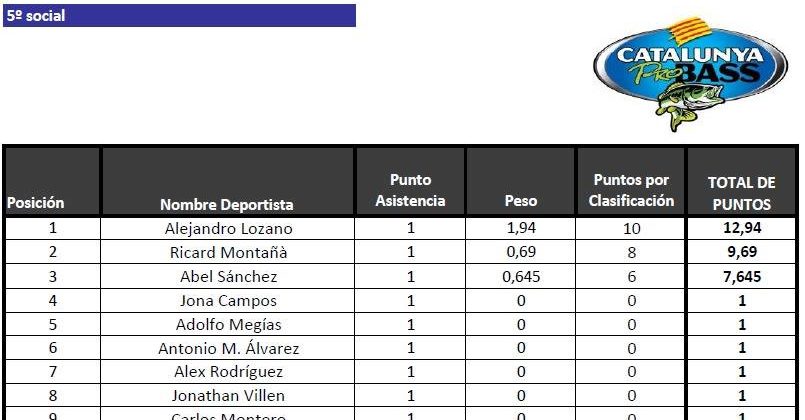 5º social
CATALUNYA
PRO BASS
Posición Nombre Deportista Punto Asistencia Peso Puntos por Clasificación TOTAL DE PUNTOS
1 Alejandro Lozano 1 1,94 10 12,94
2 Ricard Montañà 1 0,69 8 9,69
3 Abel Sánchez 1 0,645 6 7,645
4 Jona Campos 1 0 0 1
5 Adolfo Megías 1 0 0 1
6 Antonio M. Álvarez 1 0 0 1
7 Alex Rodríguez 1 0 0 1
8 Jonathan Villen 1 0 0 1
9 Carlos Montero 1 0 0 1